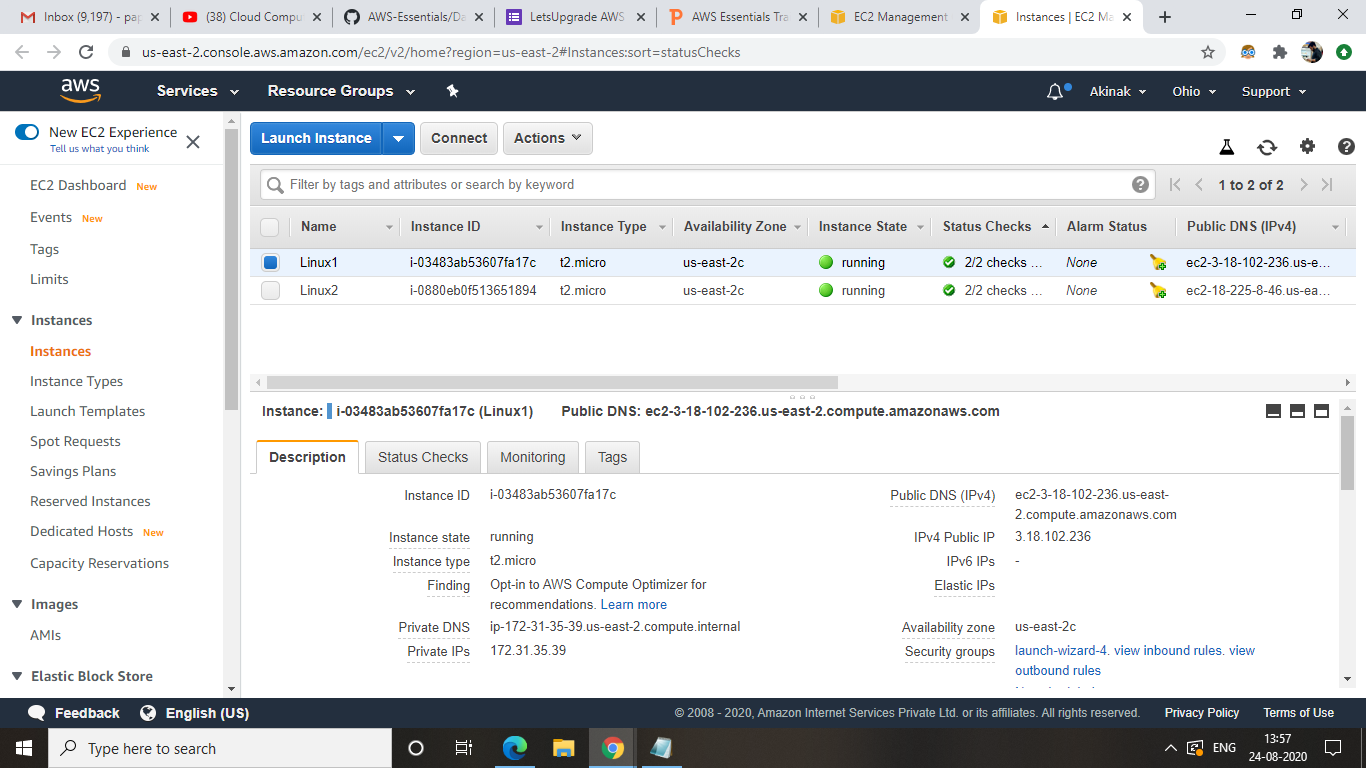 Inbox (9,197) - pap
(38) Cloud Compu
AWS-Essentials/Da
LetsUpgrade AWS
AWS Essentials Tra
EC2 Management
Instances | EC2 Ma
us-east-2.console.aws.amazon.com/ec2/v2/home?region=us-east-2#Instances:sort=statusChecks
aws
Services
Resource Groups
Akinak
Ohio
Support
New EC2 Experience
Tell us what you think
EC2 Dashboard New
Events New
Tags
Limits
Instances
Instances
Instance Types
Launch Templates
Spot Requests
Savings Plans
Reserved Instances
Dedicated Hosts New
Capacity Reservations
Images
AMIs
Elastic Block Store
Launch Instance
Connect
Actions
Filter by tags and attributes or search by keyword
1 to 2 of 2
Name Instance ID Instance Type Availability Zone Instance State Status Checks Alarm Status Public DNS (IPv4)
Linux1 i-03483ab53607fa17c t2.micro us-east-2c running 2/2 checks ... None ec2-3-18-102-236.us-e...
Linux2 i-0880eb0f513651894 t2.micro us-east-2c running 2/2 checks ... None ec2-18-225-8-46.us-ea...
Instance: i-03483ab53607fa17c (Linux1) Public DNS: ec2-3-18-102-236.us-east-2.compute.amazonaws.com
Description
Status Checks
Monitoring
Tags
Instance ID i-03483ab53607fa17c
Instance state running
Instance type t2.micro
Finding Opt-in to AWS Compute Optimizer for
recommendations. Learn more
Private DNS ip-172-31-35-39.us-east-2.compute.internal
Private IPs 172.31.35.39
Public DNS (IPv4) ec2-3-18-102-236.us-east-
2.compute.amazonaws.com
IPv4 Public IP 3.18.102.236
IPv6 IPs -
Elastic IPs
Availability zone us-east-2c
Security groups launch-wizard-4. view inbound rules. view
outbound rules
Feedback
English (US)
© 2008 - 2020, Amazon Internet Services Private Ltd. or its affiliates. All rights reserved.
Privacy Policy
Terms of Use
Type here to search
ENG
13:57
24-08-2020